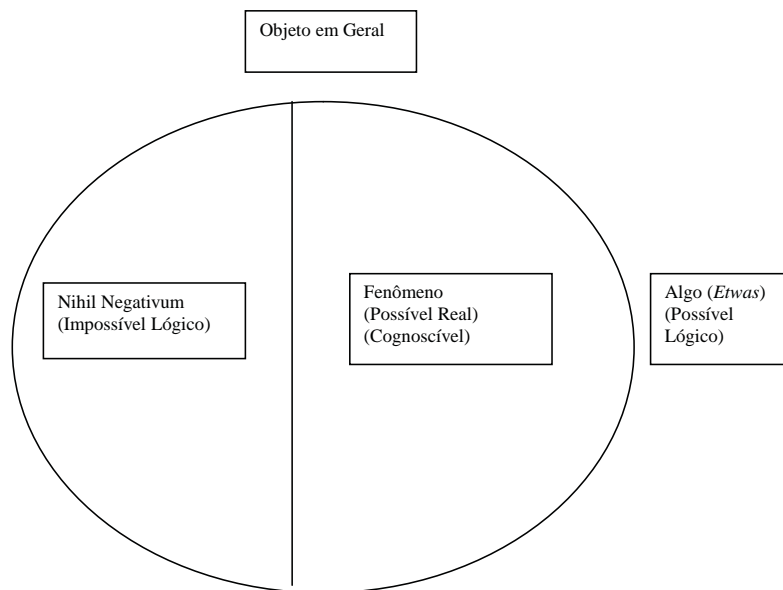 Objeto em Geral
Nihil Negativum
(Impossível Lógico)
Fenômeno
(Possível Real)
(Cognoscível)
Algo (Etwas)
(Possível
Lógico)